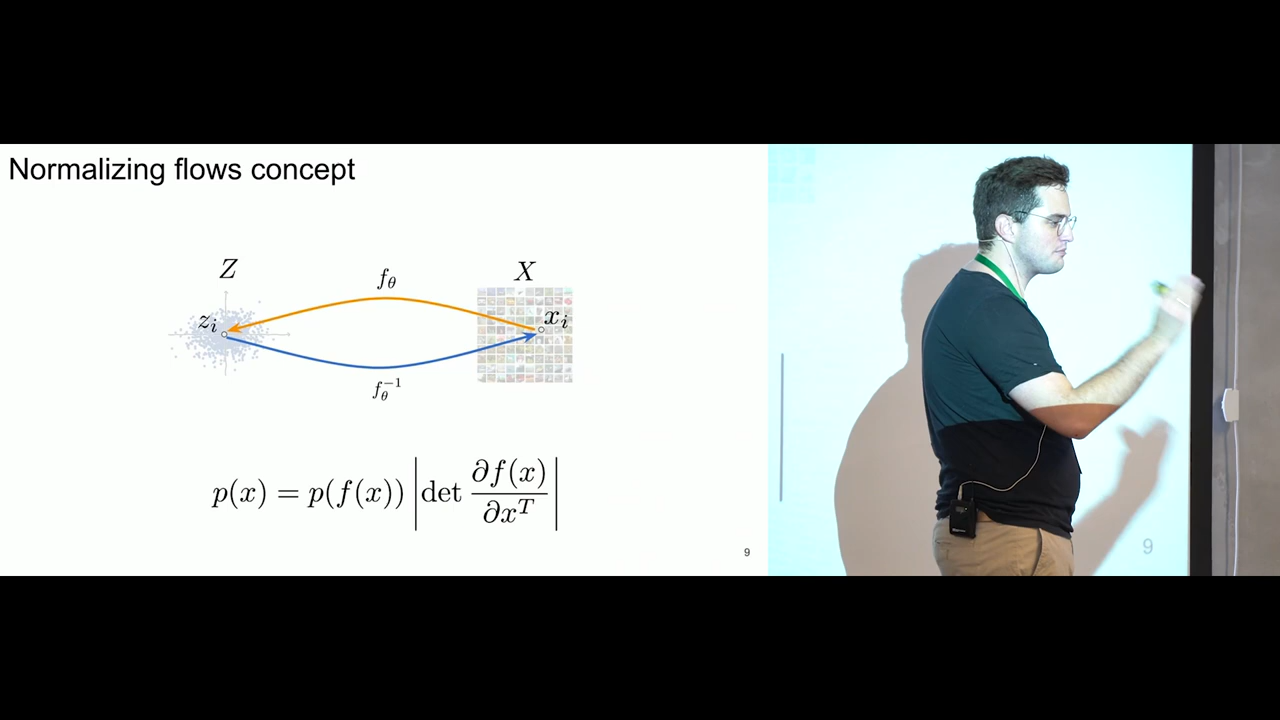 Normalizing flows concept
Z
X
f_θ
z_i
x_i
f_θ^{-1}
p(x) = p(f(x)) |det ∂f(x)/∂x^T|
9
9